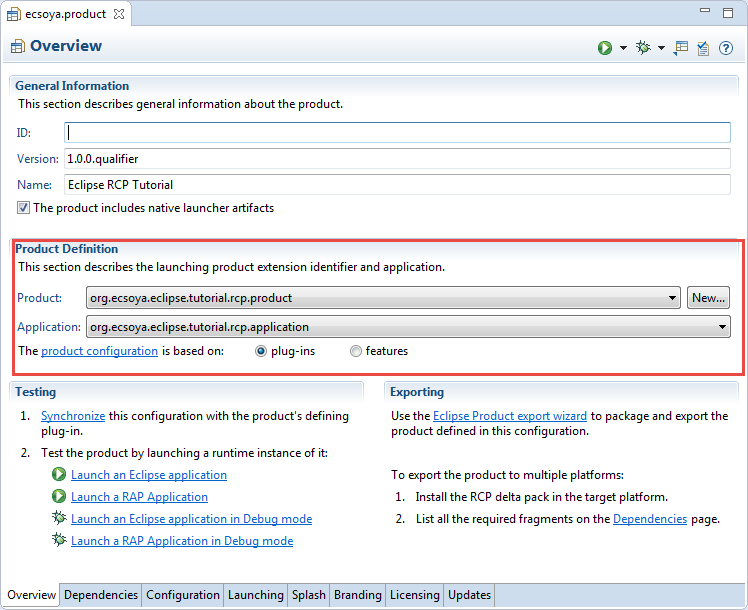 ecsoya.product
Overview
General Information
This section describes general information about the product.
ID:
Version: 1.0.0.qualifier
Name: Eclipse RCP Tutorial
The product includes native launcher artifacts
Product Definition
This section describes the launching product extension identifier and application.
Product: org.ecsoya.eclipse.tutorial.rcp.product New...
Application: org.ecsoya.eclipse.tutorial.rcp.application
The product configuration is based on: plug-ins features
Testing
1. Synchronize this configuration with the product's defining
plug-in.
2. Test the product by launching a runtime instance of it:
Launch an Eclipse application
Launch a RAP Application
Launch an Eclipse application in Debug mode
Launch a RAP Application in Debug mode
Exporting
Use the Eclipse Product export wizard to package and export the
product defined in this configuration.
To export the product to multiple platforms:
1. Install the RCP delta pack in the target platform.
2. List all the required fragments on the Dependencies page.
Overview Dependencies Configuration Launching Splash Branding Licensing Updates